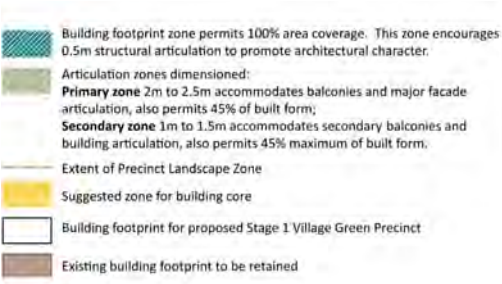 Building footprint zone permits 100% area coverage. This zone encourages
0.5m structural articulation to promote architectural character.
Articulation zones dimensioned:
Primary zone 2m to 2.5m accommodates balconies and major facade
articulation, also permits 45% of built form;
Secondary zone 1m to 1.5m accommodates secondary balconies and
building articulation, also permits 45% maximum of built form.
Extent of Precinct Landscape Zone
Suggested zone for building core
Building footprint for proposed Stage 1 Village Green Precinct
Existing building footprint to be retained